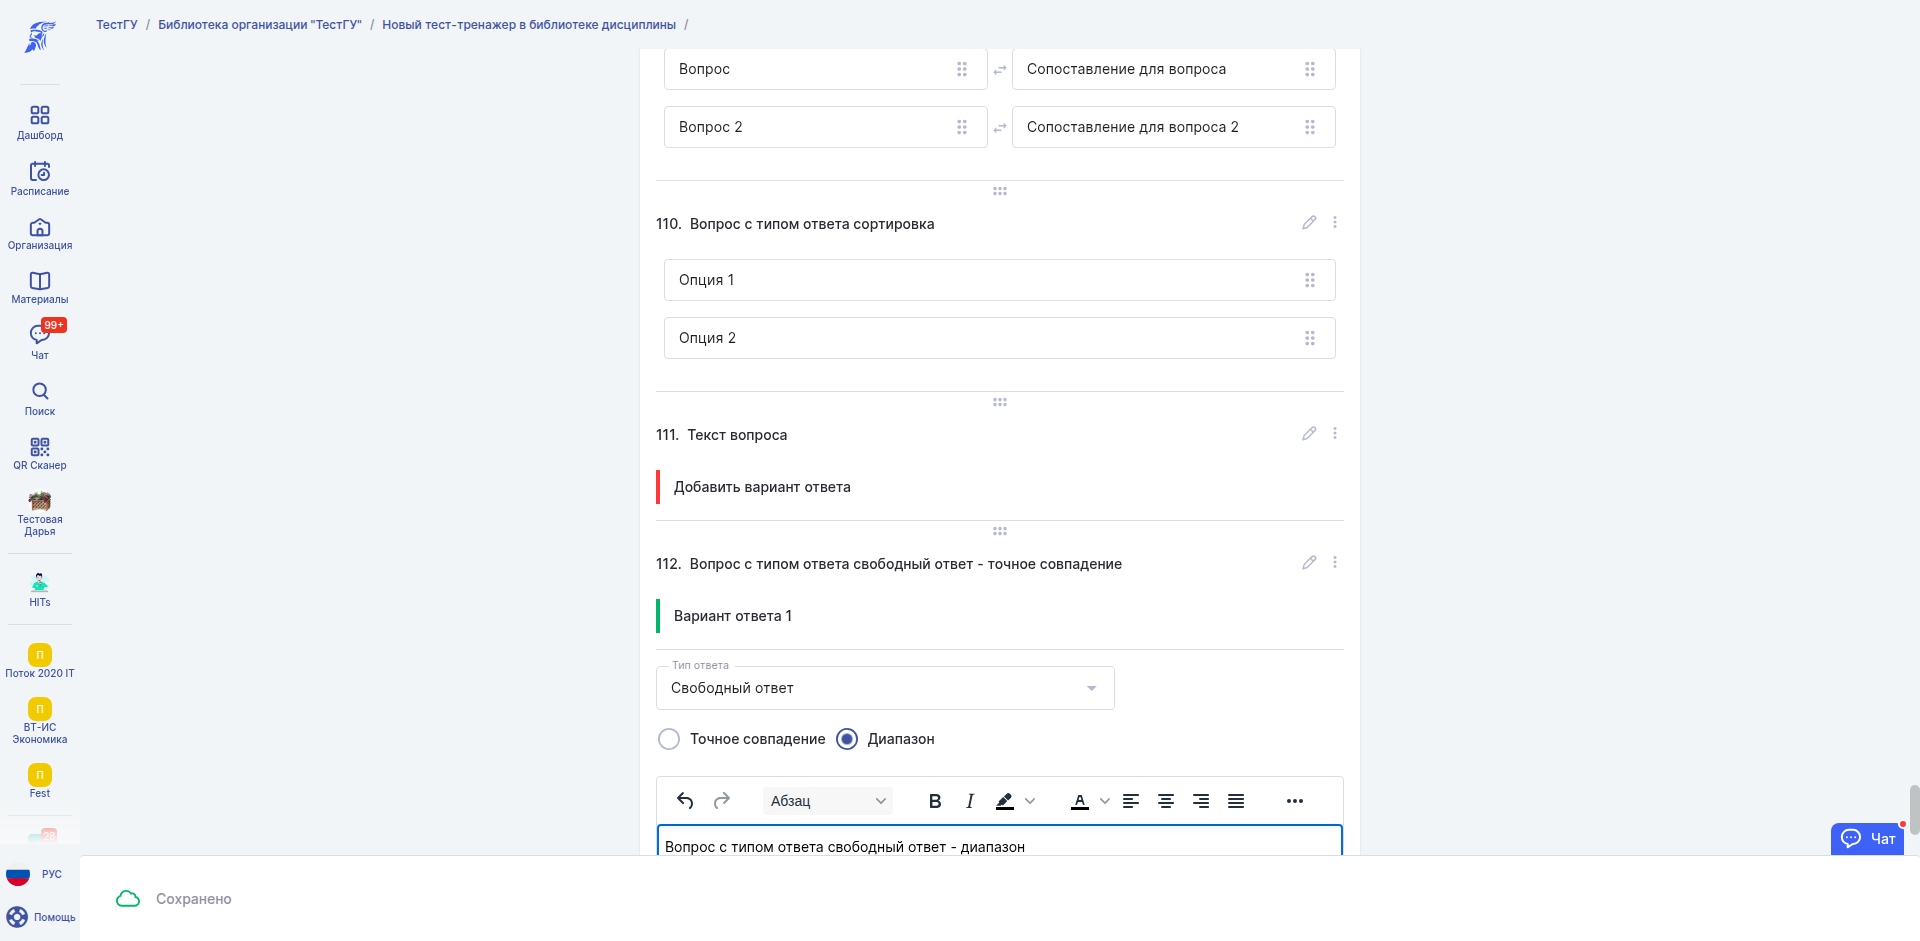 ТестГУ / Библиотека организации "ТестГУ" / Новый тест-тренажер в библиотеке дисциплины /
Дашборд
Расписание
Организация
Материалы
99+
Чат
Поиск
QR Сканер
Тестовая
Дарья
HITs
П
Поток 2020 IT
П
ВТ-ИС
Экономика
П
Fest
28
РУС
Помощь
Вопрос
Сопоставление для вопроса
Вопрос 2
Сопоставление для вопроса 2
110. Вопрос с типом ответа сортировка
Опция 1
Опция 2
111. Текст вопроса
Добавить вариант ответа
112. Вопрос с типом ответа свободный ответ - точное совпадение
Вариант ответа 1
Тип ответа
Свободный ответ
Точное совпадение Диапазон
Абзац B I A
Вопрос с типом ответа свободный ответ - диапазон
Чат
Сохранено